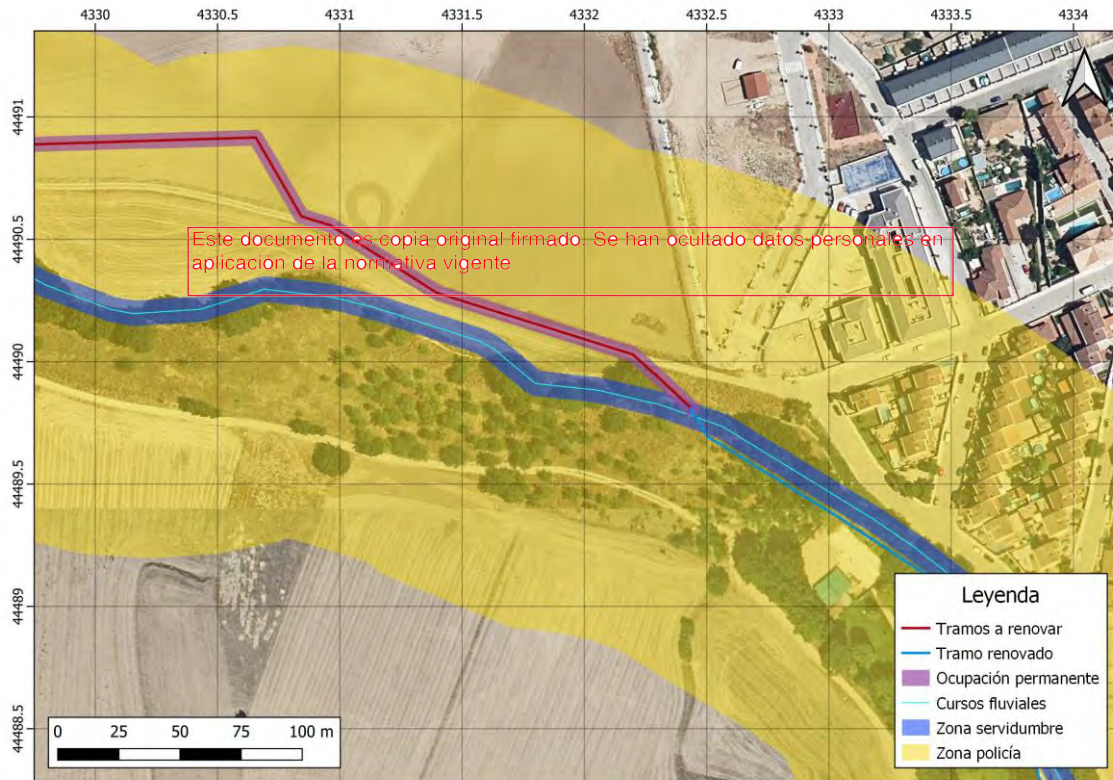 4330 4330.5 4331 4331.5 4332 4332.5 4333 4333.5 4334
44491
44490.5
Este documento es copia original firmado. Se han ocultado datos personales en
aplicación de la normativa vigente
44490
44489.5
44489
44488.5
Leyenda
Tramos a renovar
Tramo renovado
Ocupación permanente
Cursos fluviales
Zona servidumbre
Zona policía
0 25 50 75 100 m